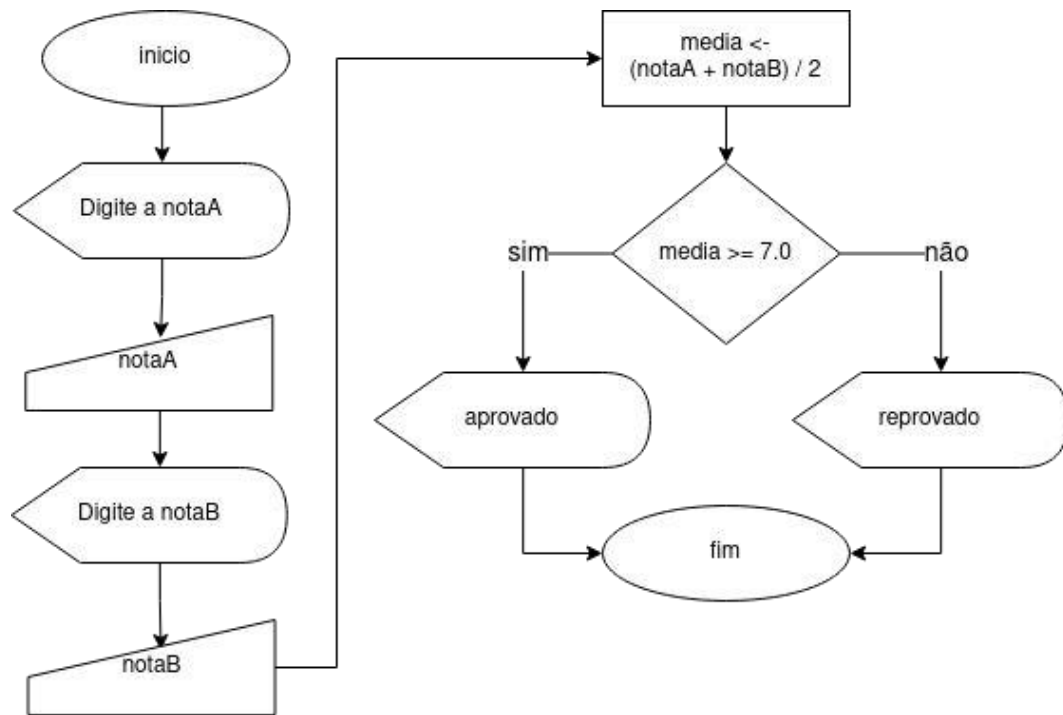 inicio
Digite a notaA
notaA
Digite a notaB
notaB
media <-
(notaA + notaB) / 2
media >= 7.0
sim
não
aprovado
reprovado
fim